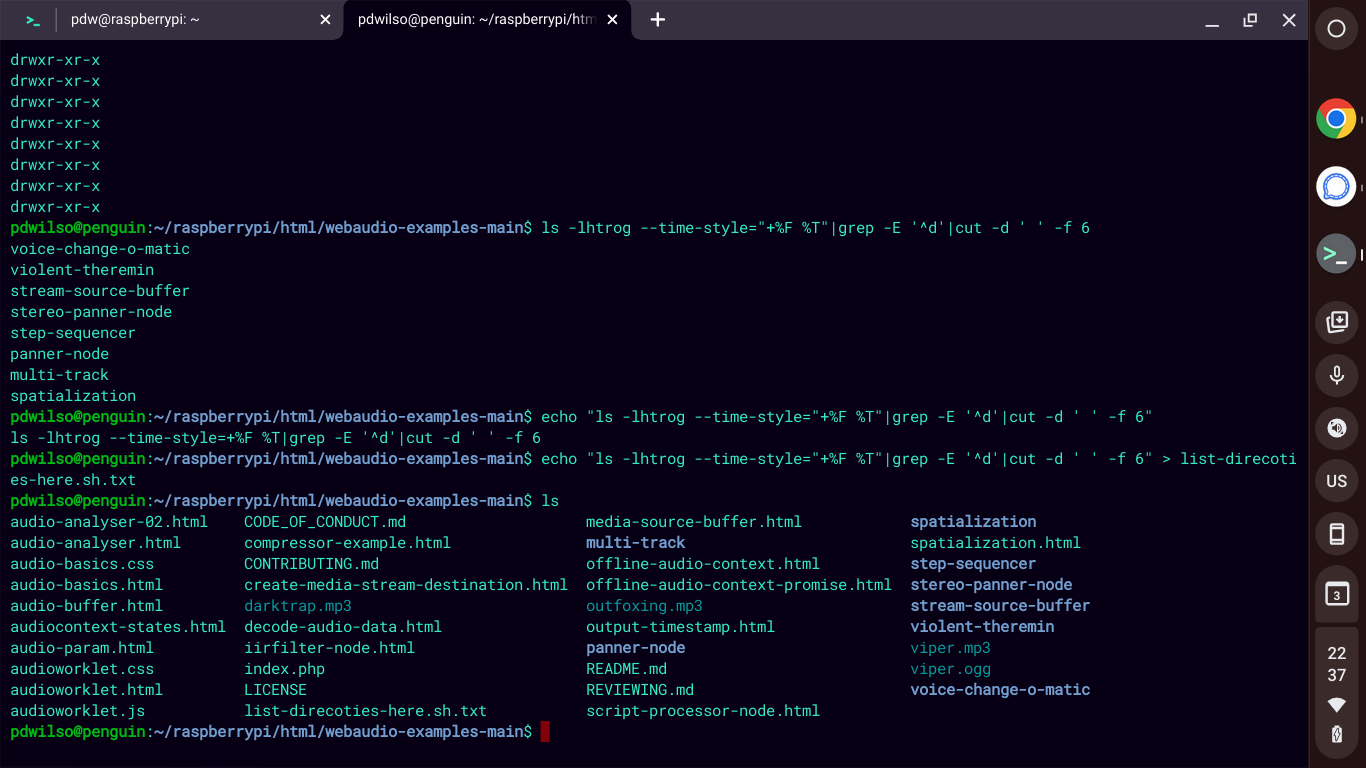 pdw@raspberrypi: ~
pdwilso@penguin: ~/raspberrypi/htm
drwxr-xr-x
drwxr-xr-x
drwxr-xr-x
drwxr-xr-x
drwxr-xr-x
drwxr-xr-x
drwxr-xr-x
drwxr-xr-x
pdwilso@penguin:~/raspberrypi/html/webaudio-examples-main$ ls -lhtrog --time-style="+%F %T"|grep -E '^d'|cut -d ' ' -f 6
voice-change-o-matic
violent-theremin
stream-source-buffer
stereo-panner-node
step-sequencer
panner-node
multi-track
spatialization
pdwilso@penguin:~/raspberrypi/html/webaudio-examples-main$ echo "ls -lhtrog --time-style="+%F %T"|grep -E '^d'|cut -d ' ' -f 6"
ls -lhtrog --time-style=+%F %T|grep -E '^d'|cut -d ' ' -f 6
pdwilso@penguin:~/raspberrypi/html/webaudio-examples-main$ echo "ls -lhtrog --time-style="+%F %T"|grep -E '^d'|cut -d ' ' -f 6" > list-direcoti
es-here.sh.txt
pdwilso@penguin:~/raspberrypi/html/webaudio-examples-main$ ls
audio-analyser-02.html CODE_OF_CONDUCT.md media-source-buffer.html spatialization
audio-analyser.html compressor-example.html multi-track spatialization.html
audio-basics.css CONTRIBUTING.md offline-audio-context.html step-sequencer
audio-basics.html create-media-stream-destination.html offline-audio-context-promise.html stereo-panner-node
audio-buffer.html darktrap.mp3 outfoxing.mp3 stream-source-buffer
audiocontext-states.html decode-audio-data.html output-timestamp.html violent-theremin
audio-param.html iirfilter-node.html panner-node viper.mp3
audioworklet.css index.php README.md viper.ogg
audioworklet.html LICENSE REVIEWING.md voice-change-o-matic
audioworklet.js list-direcoties-here.sh.txt script-processor-node.html
pdwilso@penguin:~/raspberrypi/html/webaudio-examples-main$
US
3
22
37